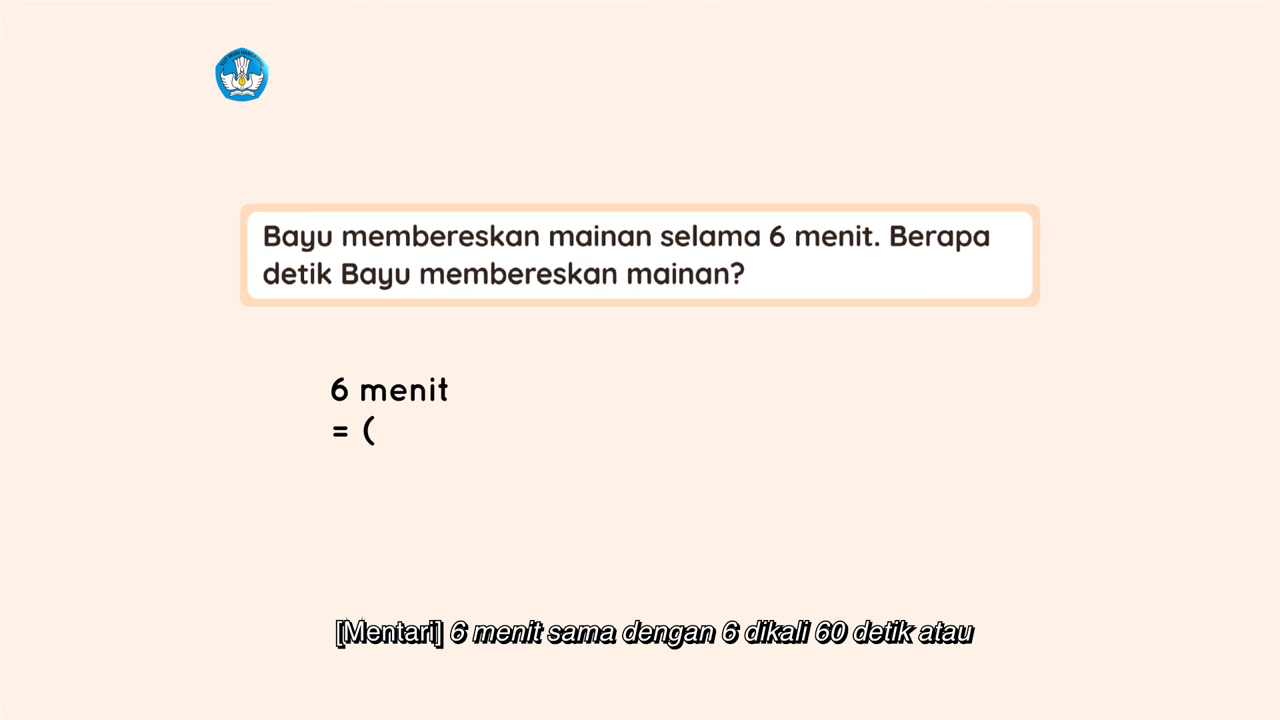 Bayu membereskan mainan selama 6 menit. Berapa
detik Bayu membereskan mainan?
6 menit
= (
[Mentari] 6 menit sama dengan 6 dikali 60 detik atau